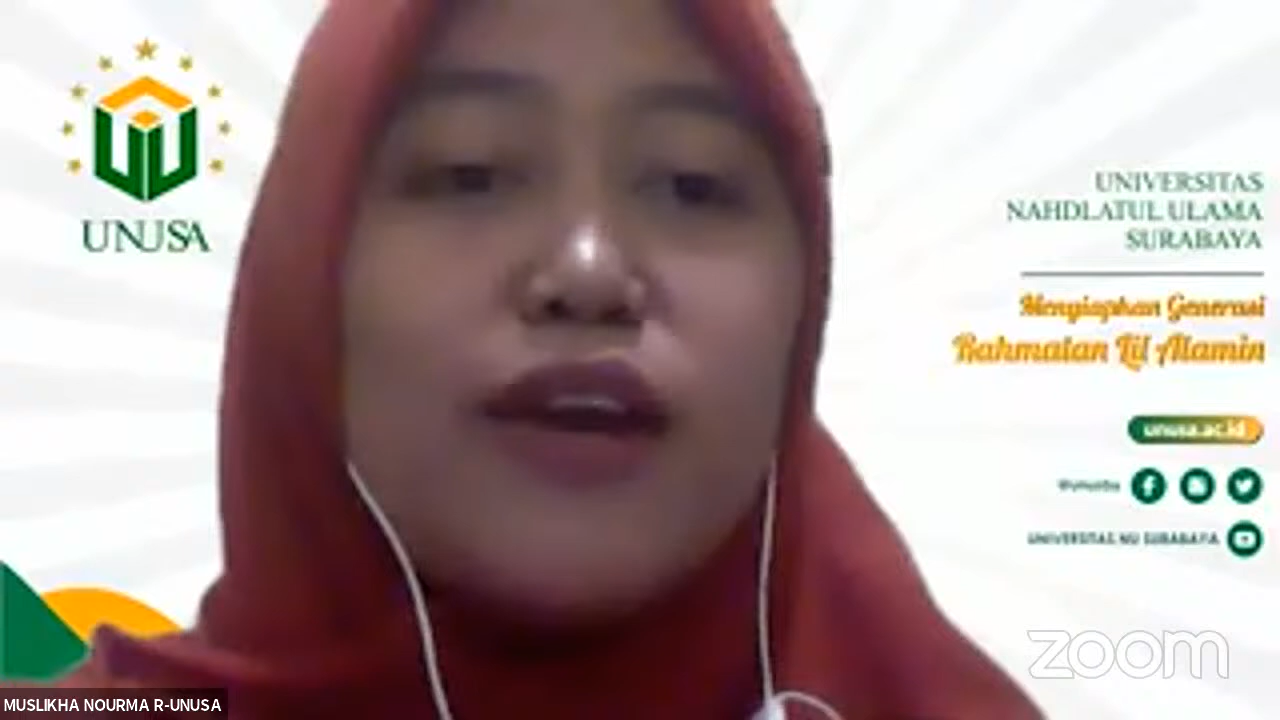 UNUSA
UNIVERSITAS
NAHDLATUL ULAMA
SURABAYA
Menyiapkan Generasi
Rahmatan Lil Alamin
unusa.ac.id
UNIVERSITAS NU SURABAYA
zoom
MUSLIKHA NOURMA R-UNUSA